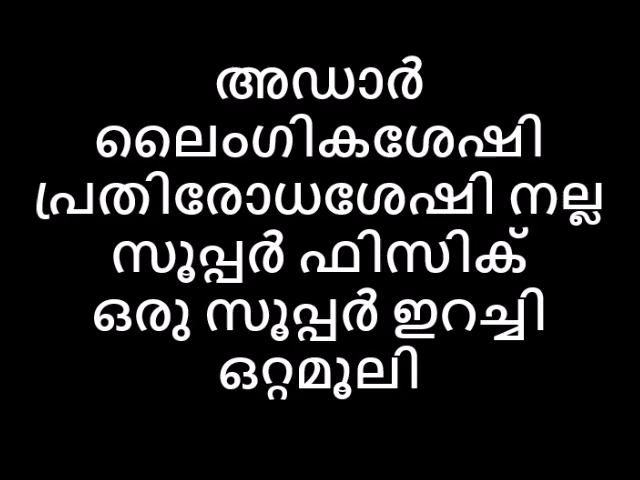 അഡാർ
ലൈംഗികശേഷി
പ്രതിരോധശേഷി നല്ല
സൂപ്പർ ഫിസിക്
ഒരു സൂപ്പർ ഇറച്ചി
ഒറ്റമൂലി